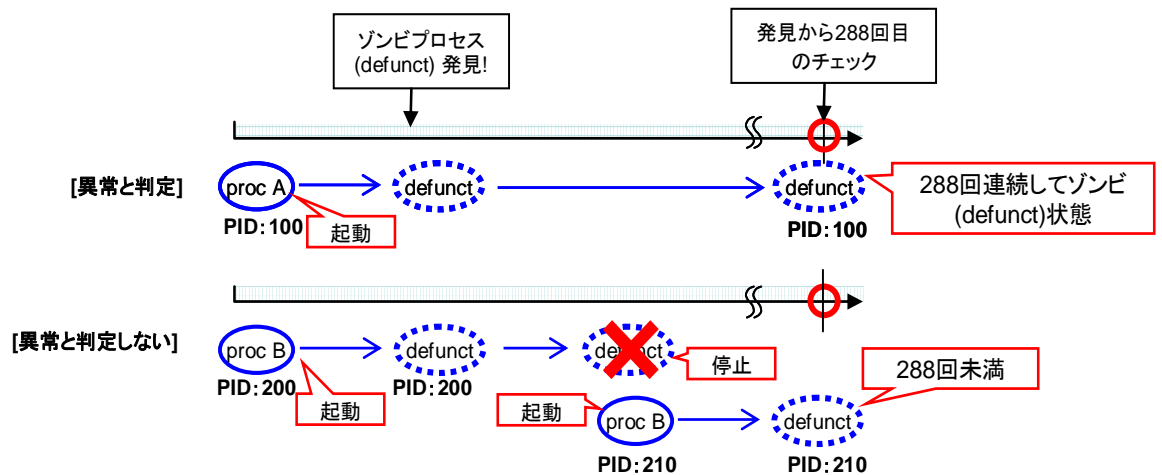 ゾンビプロセス
(defunct) 発見!
発見から288回目
のチェック
[異常と判定]
proc A
defunct
defunct
288回連続してゾンビ
(defunct)状態
PID:100
起動
PID:100
[異常と判定しない]
proc B
defunct
defunct
停止
288回未満
PID:200
起動
PID:200
起動
proc B
defunct
PID:210
PID:210